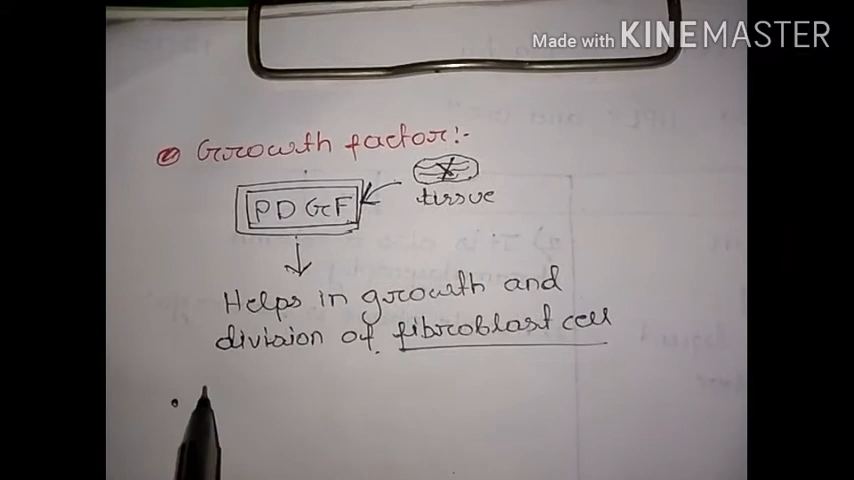 Made with KINEMASTER
Growth factor:-
PDGF
tissue
Helps in growth and
division of fibroblast cell